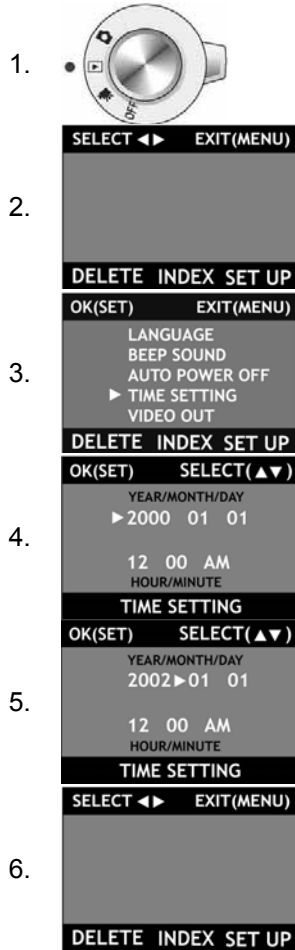 1.
OFF
2.
SELECT ◄► EXIT(MENU)
DELETE INDEX SET UP
3.
OK(SET) EXIT(MENU)
LANGUAGE
BEEP SOUND
AUTO POWER OFF
► TIME SETTING
VIDEO OUT
DELETE INDEX SET UP
4.
OK(SET) SELECT(▲▼)
YEAR/MONTH/DAY
►2000 01 01
12 00 AM
HOUR/MINUTE
TIME SETTING
5.
OK(SET) SELECT(▲▼)
YEAR/MONTH/DAY
2002►01 01
12 00 AM
HOUR/MINUTE
TIME SETTING
6.
SELECT ◄► EXIT(MENU)
DELETE INDEX SET UP